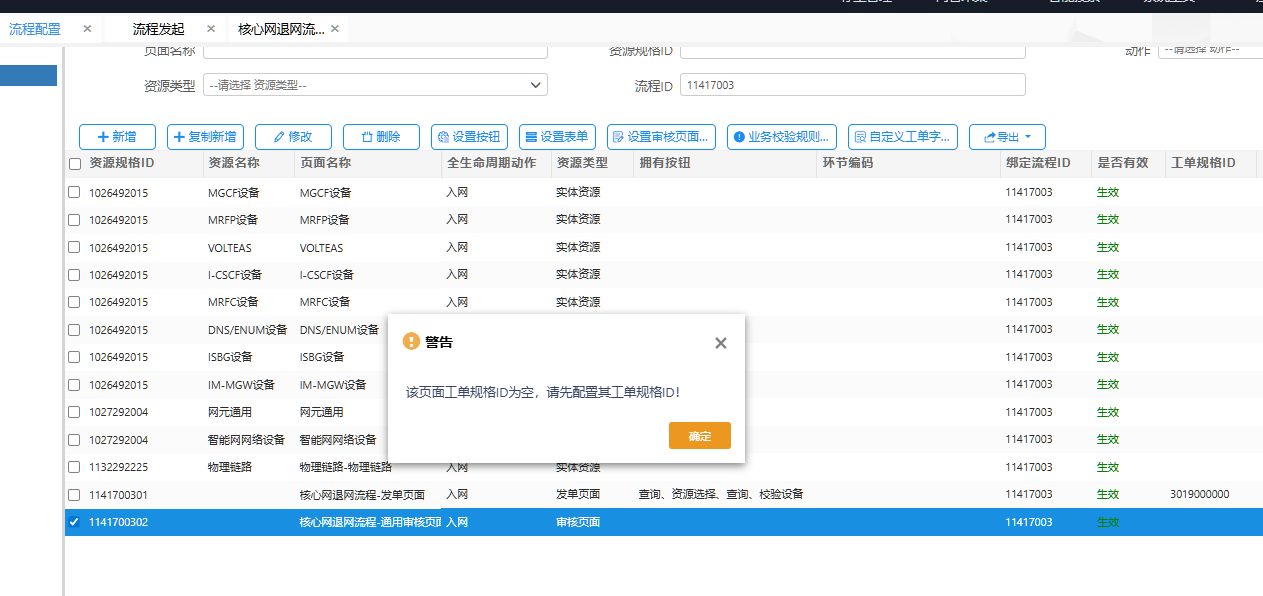 流程配置 × 流程发起 × 核心网退网流... ×
页面名称 资源规格ID 动作 --请选择 动作--
资源类型 --请选择 资源类型-- 流程ID 11417003
新增 复制新增 修改 删除 设置按钮 设置表单 设置审核页面... 业务校验规则... 自定义工单字... 导出
资源规格ID 资源名称 页面名称 全生命周期动作 资源类型 拥有按钮 环节编码 绑定流程ID 是否有效 工单规格ID
1026492015 MGCF设备 MGCF设备 入网 实体资源 11417003 生效
1026492015 MRFP设备 MRFP设备 入网 实体资源 11417003 生效
1026492015 VOLTEAS VOLTEAS 入网 实体资源 11417003 生效
1026492015 I-CSCF设备 I-CSCF设备 入网 实体资源 11417003 生效
1026492015 MRFC设备 MRFC设备 入网 实体资源 11417003 生效
1026492015 DNS/ENUM设备 DNS/ENUM设备 11417003 生效
1026492015 ISBG设备 ISBG设备 11417003 生效
1026492015 IM-MGW设备 IM-MGW设备 11417003 生效
1027292004 网元通用 网元通用 11417003 生效
1027292004 智能网网络设备 智能网网络设备 11417003 生效
1132292225 物理链路 物理链路-物理链路 入网 实体资源 11417003 生效
1141700301 核心网退网流程-发单页面 入网 发单页面 查询、资源选择、查询、校验设备 11417003 生效 3019000000
1141700302 核心网退网流程-通用审核页面 入网 审核页面 11417003 生效
警告 ×
该页面工单规格ID为空，请先配置其工单规格ID！
确定